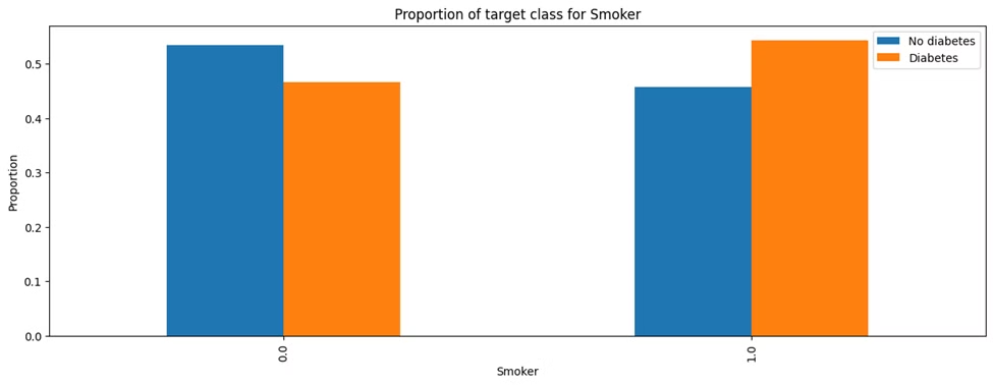 Proportion of target class for Smoker
No diabetes
Diabetes
Proportion
0.5
0.4
0.3
0.2
0.1
0.0
0.0
1.0
Smoker